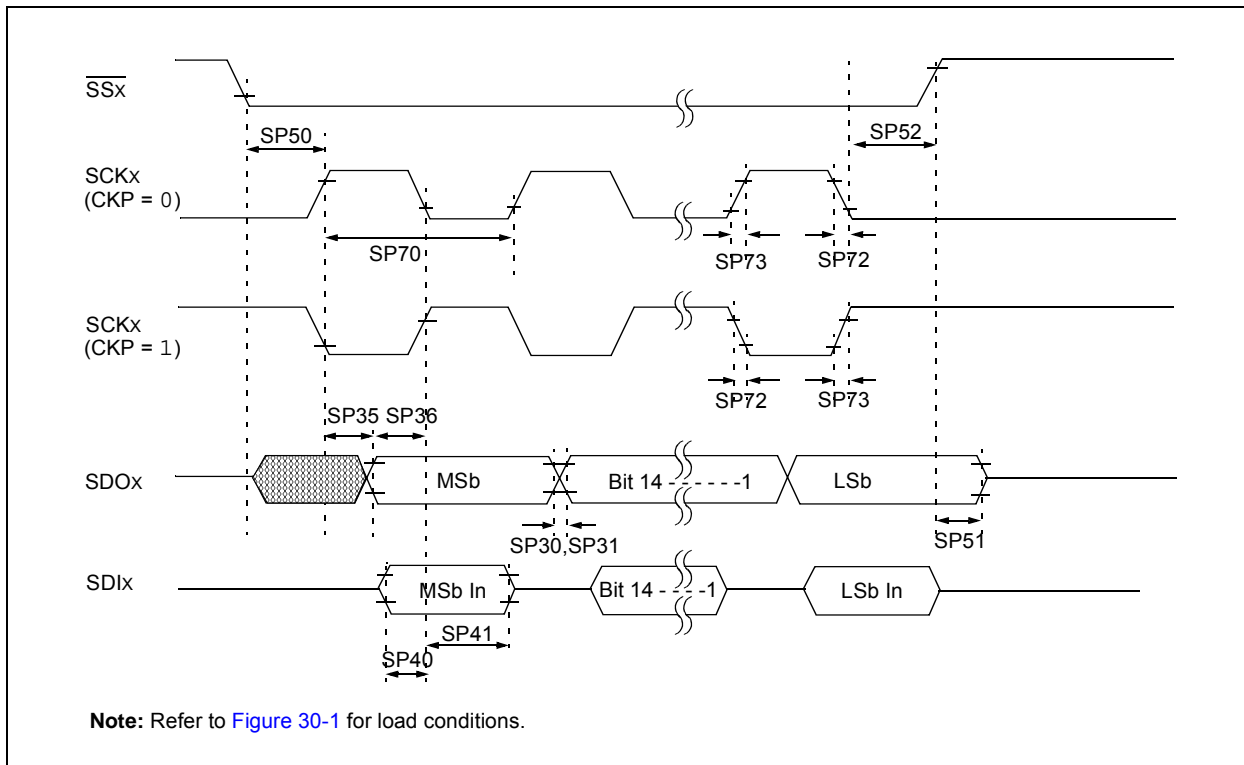 SSx
SP50
SP52
SCKx
(CKP = 0)
SP70
SP73
SP72
SCKx
(CKP = 1)
SP72
SP73
SP35 SP36
SDOx
MSb
Bit 14 - - - - - -1
LSb
SP30,SP31
SP51
SDIx
MSb In
Bit 14 - - - -1
LSb In
SP41
SP40
Note: Refer to Figure 30-1 for load conditions.